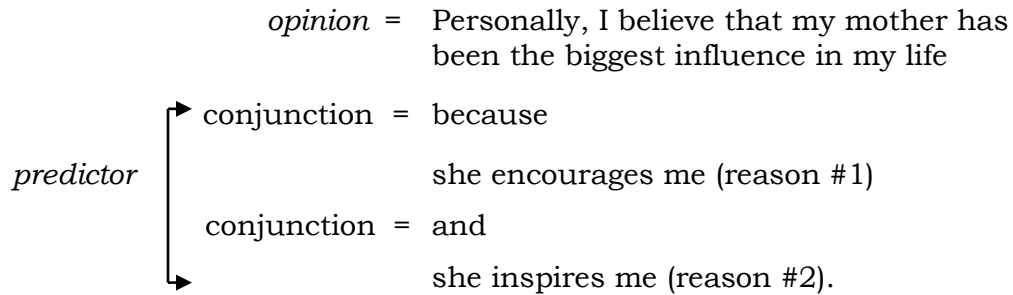 opinion = Personally, I believe that my mother has
been the biggest influence in my life
conjunction = because
predictor she encourages me (reason #1)
conjunction = and
she inspires me (reason #2).